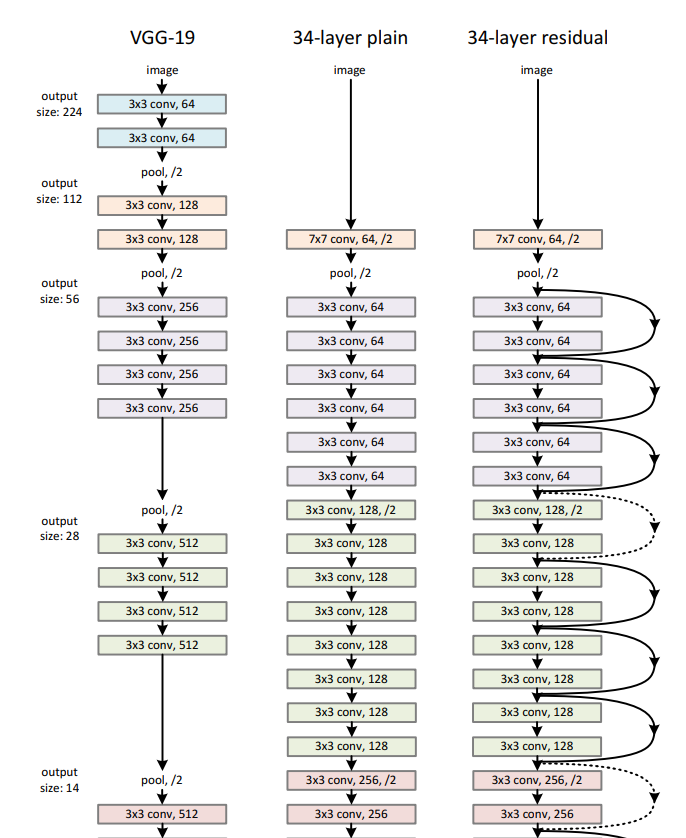 VGG-19
34-layer plain
34-layer residual
image
image
image
output
size: 224
3x3 conv, 64
3x3 conv, 64
pool, /2
output
size: 112
3x3 conv, 128
3x3 conv, 128
7x7 conv, 64, /2
7x7 conv, 64, /2
pool, /2
pool, /2
pool, /2
output
size: 56
3x3 conv, 256
3x3 conv, 64
3x3 conv, 64
3x3 conv, 256
3x3 conv, 64
3x3 conv, 64
3x3 conv, 256
3x3 conv, 64
3x3 conv, 64
3x3 conv, 256
3x3 conv, 64
3x3 conv, 64
3x3 conv, 64
3x3 conv, 64
3x3 conv, 64
3x3 conv, 64
pool, /2
3x3 conv, 128, /2
3x3 conv, 128, /2
output
size: 28
3x3 conv, 512
3x3 conv, 128
3x3 conv, 128
3x3 conv, 512
3x3 conv, 128
3x3 conv, 128
3x3 conv, 512
3x3 conv, 128
3x3 conv, 128
3x3 conv, 512
3x3 conv, 128
3x3 conv, 128
3x3 conv, 128
3x3 conv, 128
3x3 conv, 128
3x3 conv, 128
3x3 conv, 128
3x3 conv, 128
output
size: 14
pool, /2
3x3 conv, 256, /2
3x3 conv, 256, /2
3x3 conv, 512
3x3 conv, 256
3x3 conv, 256